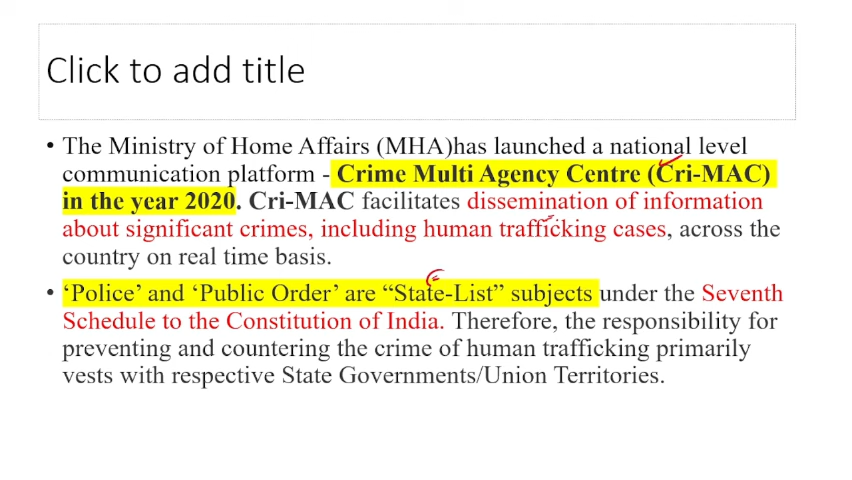 Click to add title
• The Ministry of Home Affairs (MHA)has launched a national level
communication platform - Crime Multi Agency Centre (Cri-MAC)
in the year 2020. Cri-MAC facilitates dissemination of information
about significant crimes, including human trafficking cases, across the
country on real time basis.
• ‘Police’ and ‘Public Order’ are “State-List” subjects under the Seventh
Schedule to the Constitution of India. Therefore, the responsibility for
preventing and countering the crime of human trafficking primarily
vests with respective State Governments/Union Territories.